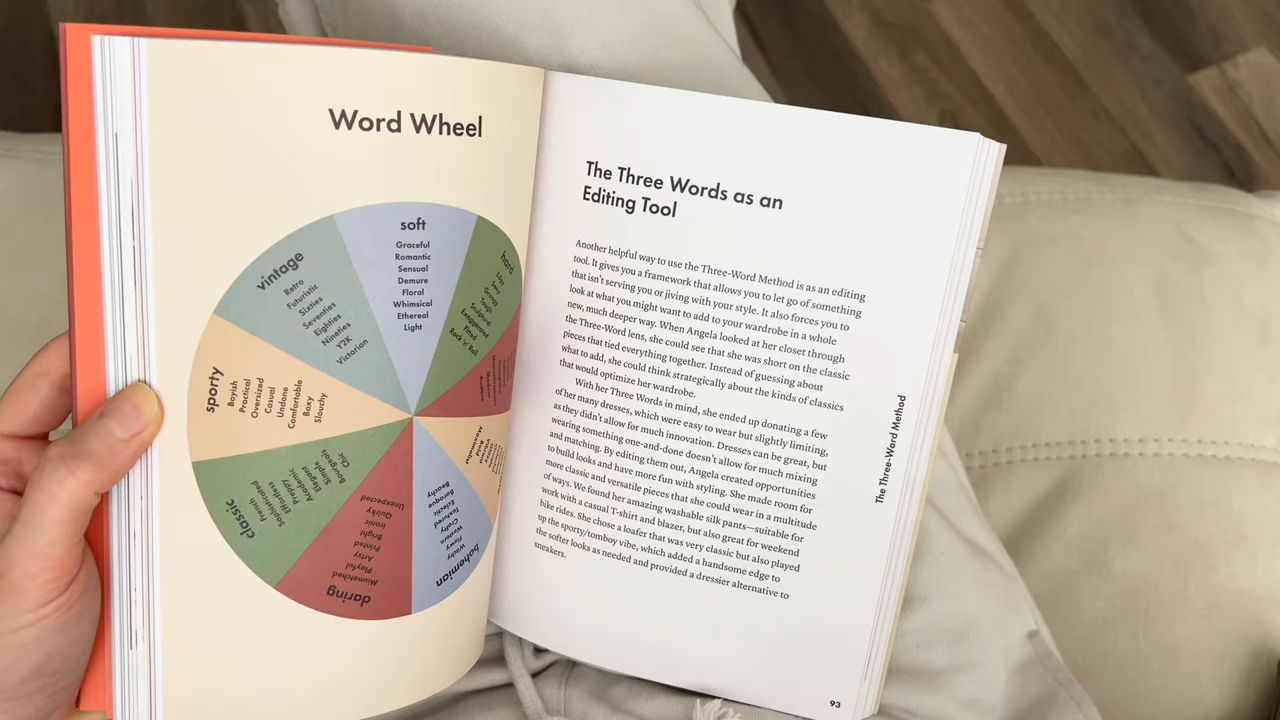 Word Wheel
soft
Graceful
Romantic
Sensual
Demure
Floral
Whimsical
Ethereal
Light
hard
Edgy
Sexy
Grungy
Tough
Sculptural
Exaggerated
Fitted
Rock 'n' Roll
Modern
Austere
Maximalist
bohemian
Witchy
Flowy
Western
Crafty
Textured
Eclectic
Baroque
Beachy
daring
Mismatched
Playful
Artsy
Printed
Bright
Ironic
Quirky
Unexpected
classic
French
Sophisticated
Effortless
Preppy
Academic
Elegant
Simple
Bourgeois
Chic
sporty
Boyish
Practical
Oversized
Casual
Undone
Comfortable
Boxy
Slouchy
vintage
Retro
Futuristic
Sixties
Seventies
Eighties
Nineties
Y2K
Victorian
The Three Words as an
Editing Tool
Another helpful way to use the Three-Word Method is as an editing
tool. It gives you a framework that allows you to let go of something
that isn't serving you or jiving with your style. It also forces you to
look at what you might want to add to your wardrobe in a whole
new, much deeper way. When Angela looked at her closet through
the Three-Word lens, she could see that she was short on the classic
pieces that tied everything together. Instead of guessing about
what to add, she could think strategically about the kinds of classics
that would optimize her wardrobe.
With her Three Words in mind, she ended up donating a few
of her many dresses, which were easy to wear but slightly limiting,
as they didn't allow for much innovation. Dresses can be great, but
wearing something one-and-done doesn't allow for much mixing
and matching. By editing them out, Angela created opportunities
to build looks and have more fun with styling. She made room for
more classic and versatile pieces that she could wear in a multitude
of ways. We found her amazing washable silk pants—suitable for
work with a casual T-shirt and blazer, but also great for weekend
bike rides. She chose a loafer that was very classic but also played
up the sporty/tomboy vibe, which added a handsome edge to
the softer looks as needed and provided a dressier alternative to
sneakers.
The Three-Word Method
93